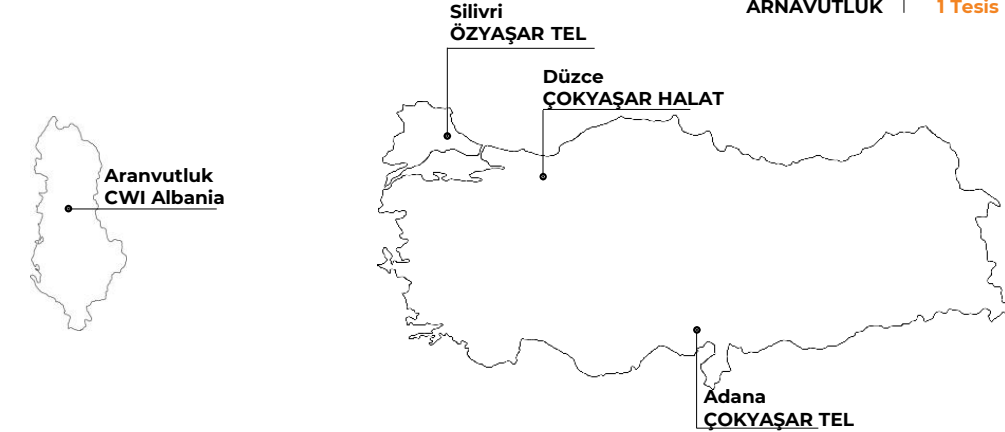 ARNAVUTLUK | 1 Tesis
Silivri
ÖZYAŞAR TEL
Düzce
ÇOKYAŞAR HALAT
Aranvutluk
CWI Albania
Adana
ÇOKYAŞAR TEL